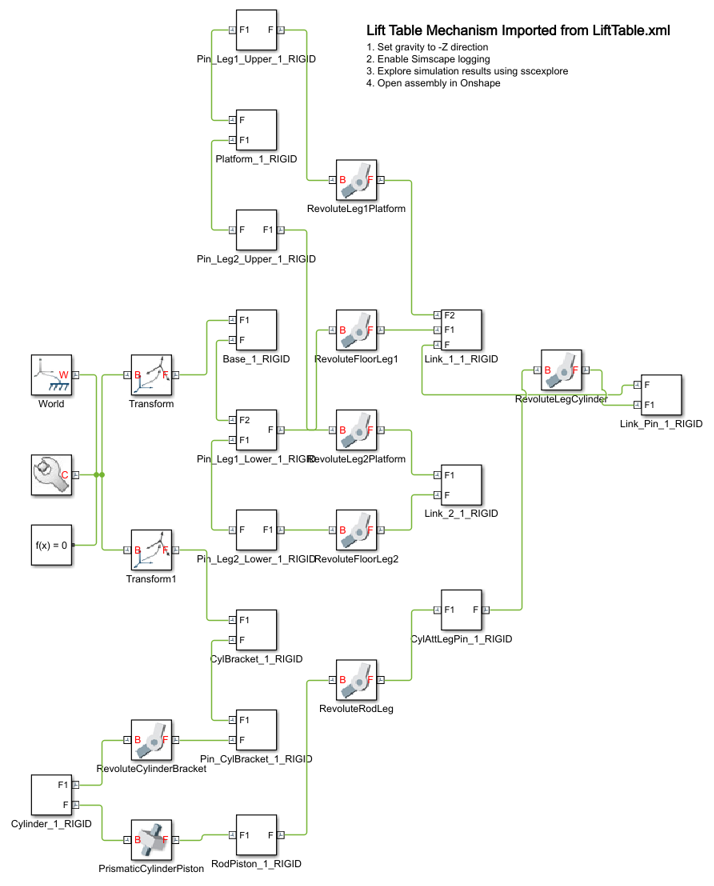 Lift Table Mechanism Imported from LiftTable.xml
1. Set gravity to -Z direction
2. Enable Simscape logging
3. Explore simulation results using sscexplore
4. Open assembly in Onshape
F1 F
Pin_Leg1_Upper_1_RIGID
F
F1
Platform_1_RIGID
B F
RevoluteLeg1Platform
F F1
Pin_Leg2_Upper_1_RIGID
F1
F
Base_1_RIGID
B F
RevoluteFloorLeg1
F2
F1
F
Link_1_1_RIGID
W
World
B F
Transform
B F
RevoluteLegCylinder
F
F1
Link_Pin_1_RIGID
F2
F1
F
Pin_Leg1_Lower_1_RIGID
B F
RevoluteLeg2Platform
C
F1
F
Link_2_1_RIGID
f(x) = 0
B F
Transform1
F F1
Pin_Leg2_Lower_1_RIGID
B F
RevoluteFloorLeg2
F1
F
CylBracket_1_RIGID
F1 F
CylAttLegPin_1_RIGID
B F
RevoluteRodLeg
B F
RevoluteCylinderBracket
F1
F
Pin_CylBracket_1_RIGID
F1
F
Cylinder_1_RIGID
B F
PrismaticCylinderPiston
F1 F
RodPiston_1_RIGID